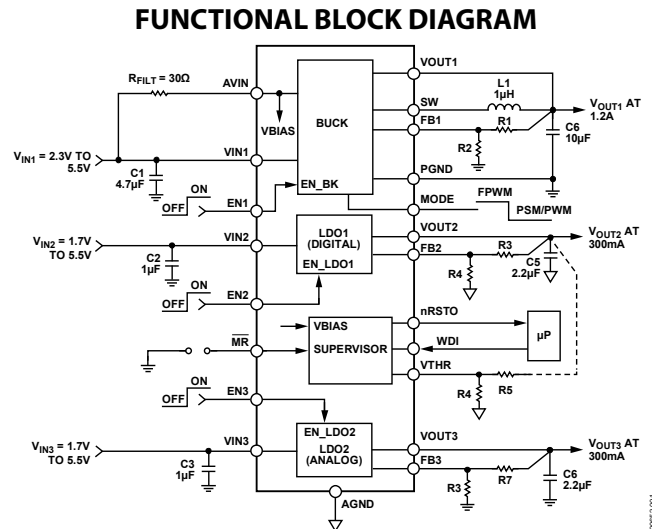 FUNCTIONAL BLOCK DIAGRAM
RFILT = 30Ω
AVIN
VOUT1
L1
1µH
VBIAS
BUCK
SW
VOUT1 AT
1.2A
FB1
R1
R2
C6
10µF
VIN1 = 2.3V TO
5.5V
VIN1
C1
4.7µF
PGND
EN_BK
ON
OFF
EN1
MODE
FPWM
PSM/PWM
VIN2 = 1.7V
TO 5.5V
VIN2
C2
1µF
LDO1
(DIGITAL)
EN_LDO1
VOUT2
VOUT2 AT
300mA
FB2
R3
R4
C5
2.2µF
ON
OFF
EN2
VBIAS
SUPERVISOR
nRSTO
WDI
µP
MR
VTHR
R4
R5
ON
OFF
EN3
EN_LDO2
LDO2
(ANALOG)
VIN3 = 1.7V
TO 5.5V
VIN3
C3
1µF
VOUT3
VOUT3 AT
300mA
FB3
R7
R3
C6
2.2µF
AGND